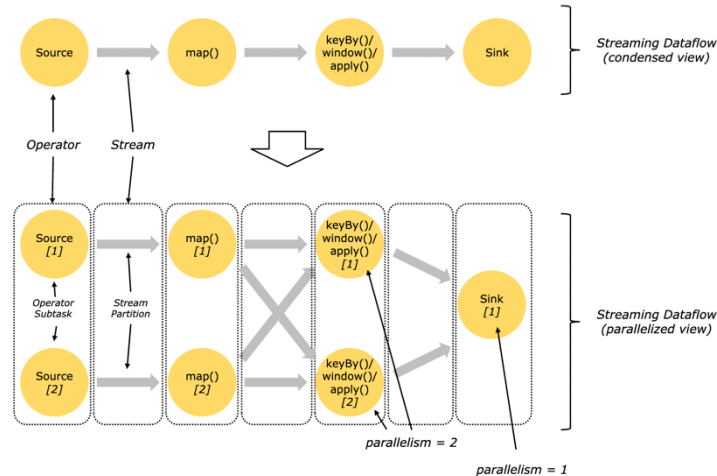 Source
map()
keyBy()/
window()/
apply()
Sink
Streaming Dataflow
(condensed view)
Operator
Stream
Source
[1]
map()
[1]
keyBy()/
window()/
apply()
[1]
Operator
Subtask
Stream
Partition
Sink
[1]
Streaming Dataflow
(parallelized view)
Source
[2]
map()
[2]
keyBy()/
window()/
apply()
[2]
parallelism = 2
parallelism = 1